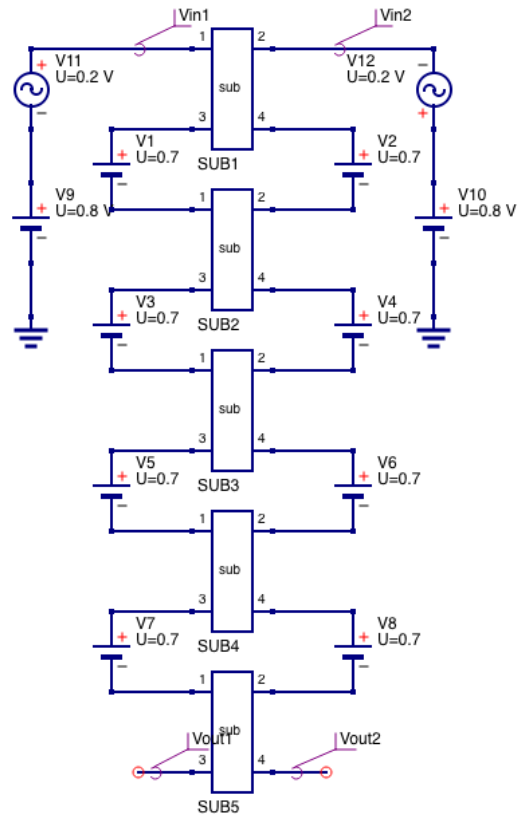 Vin1
Vin2
1
2
+
V11
U=0.2 V
−
V12
U=0.2 V
−
+
sub
3
4
SUB1
V1
U=0.7
+
−
V2
U=0.7
+
−
V9
U=0.8 V
+
−
V10
U=0.8 V
+
−
1
2
sub
3
4
SUB2
V3
U=0.7
+
−
V4
U=0.7
+
−
1
2
sub
3
4
SUB3
V5
U=0.7
+
−
V6
U=0.7
+
−
1
2
sub
3
4
SUB4
V7
U=0.7
+
−
V8
U=0.7
+
−
1
2
sub
Vout1
Vout2
3
4
SUB5